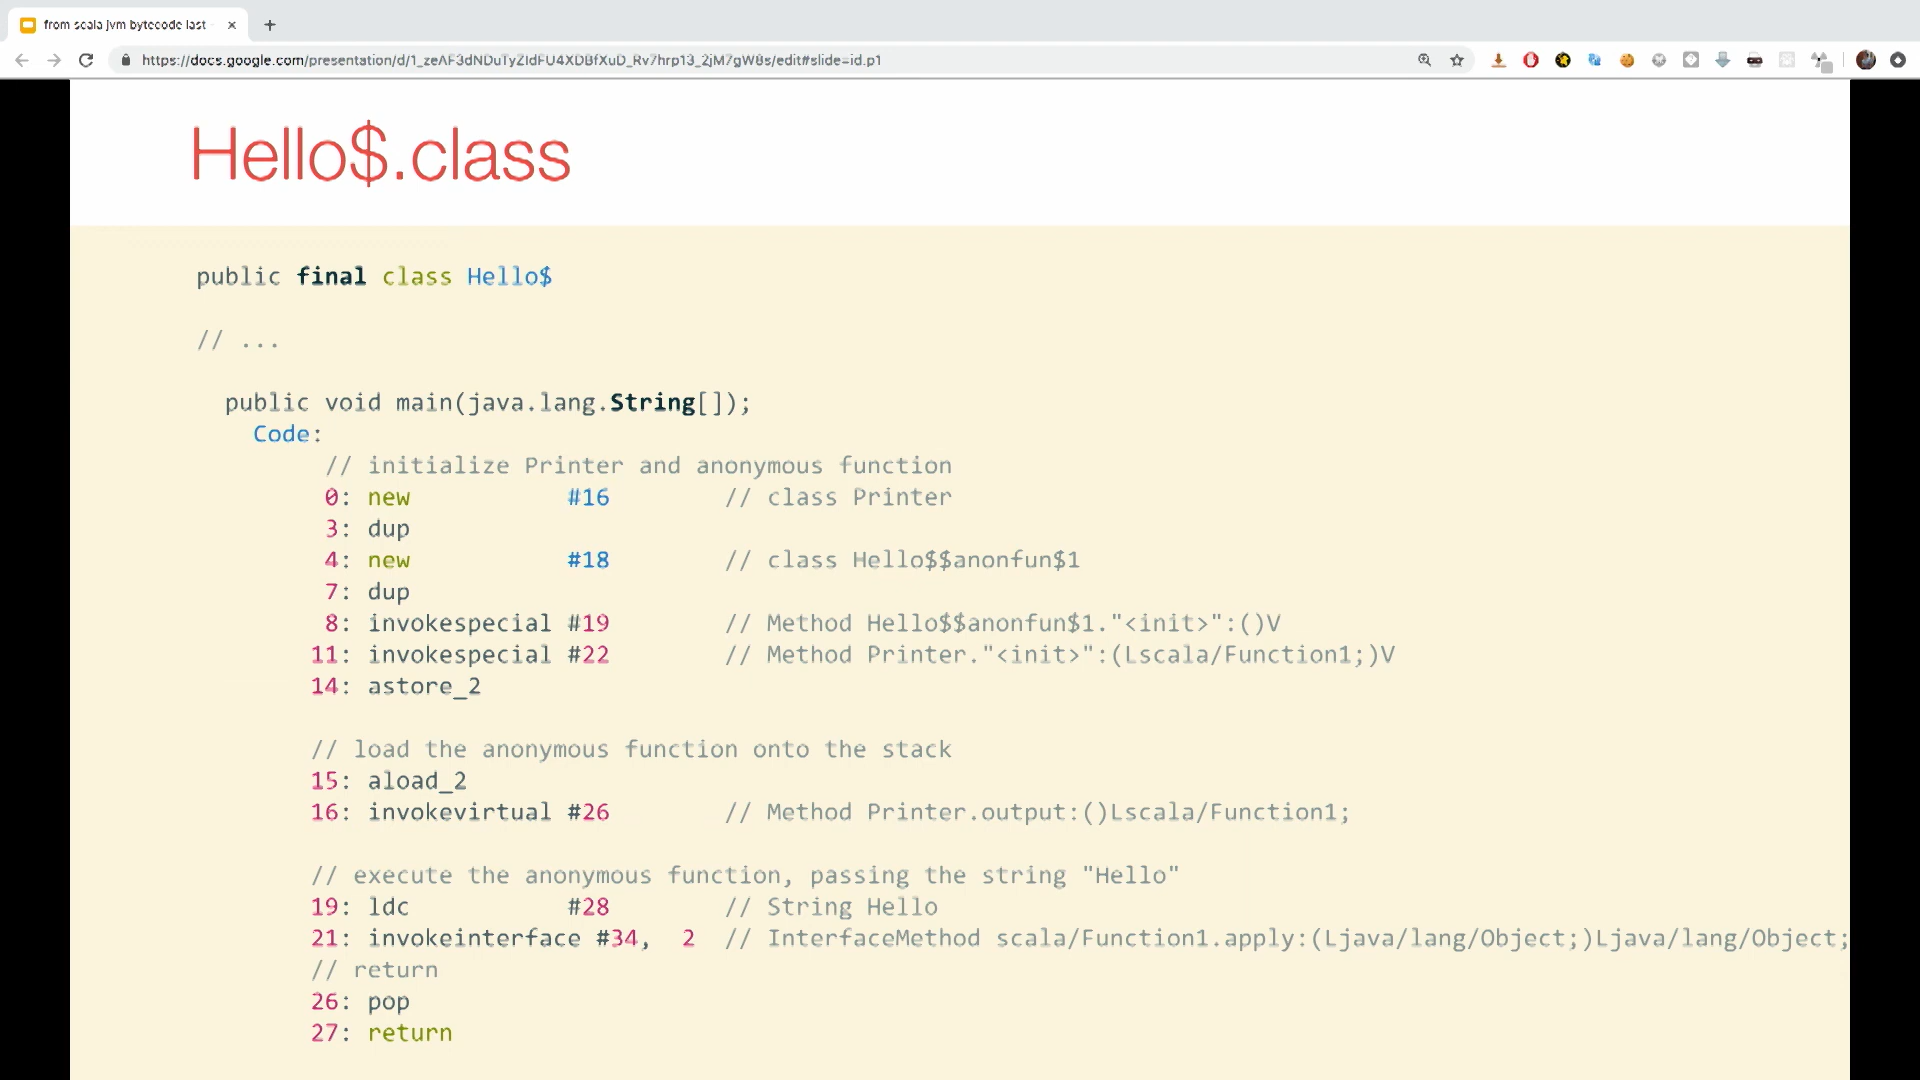 from scala jvm bytecode last
https://docs.google.com/presentation/d/1_zeAF3dNDuTyZIdFU4XDBfXuD_Rv7hrp13_2jM7gW8s/edit#slide=id.p1
Hello$.class
public final class Hello$
// ...
public void main(java.lang.String[]);
Code:
// initialize Printer and anonymous function
0: new #16 // class Printer
3: dup
4: new #18 // class Hello$$anonfun$1
7: dup
8: invokespecial #19 // Method Hello$$anonfun$1."<init>":()V
11: invokespecial #22 // Method Printer."<init>":(Lscala/Function1;)V
14: astore_2
// load the anonymous function onto the stack
15: aload_2
16: invokevirtual #26 // Method Printer.output:()Lscala/Function1;
// execute the anonymous function, passing the string "Hello"
19: ldc #28 // String Hello
21: invokeinterface #34, 2 // InterfaceMethod scala/Function1.apply:(Ljava/lang/Object;)Ljava/lang/Object;
// return
26: pop
27: return